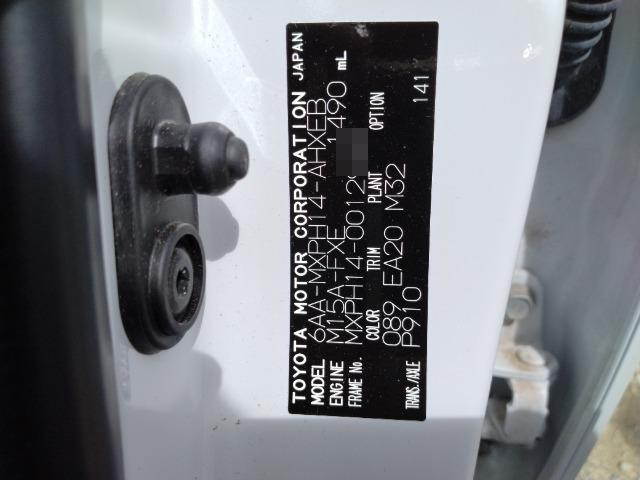 TOYOTA MOTOR CORPORATION JAPAN
MODEL 6AA-MXPH14-AHXEB
ENGINE M15A-FXE 1490 mL
FRAME No. MXPH14-00129
COLOR TRIM PLANT OPTION
089 EA20 M32 141
TRANS./AXLE P910